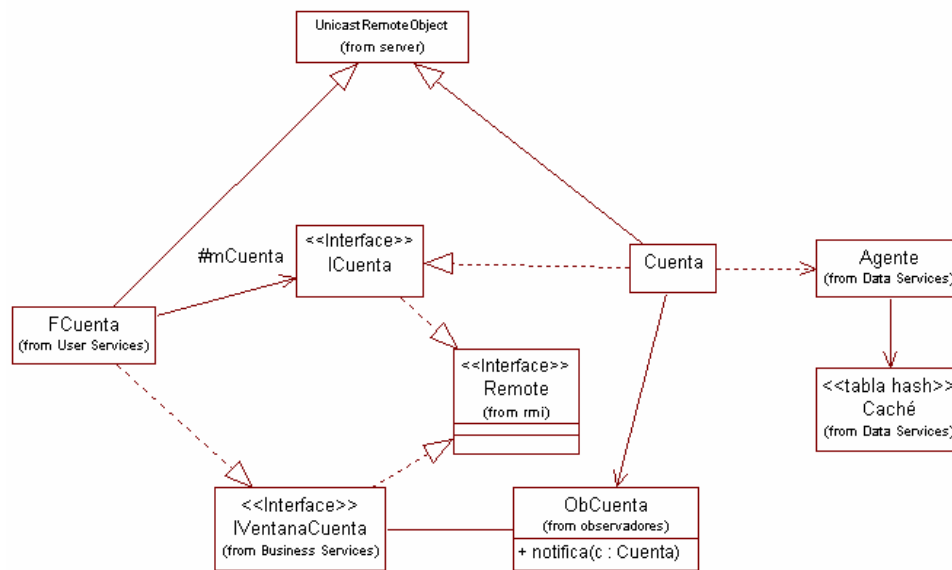 UnicastRemoteObject
(from server)
#mCuenta
<<Interface>>
ICuenta
Cuenta
Agente
(from Data Services)
FCuenta
(from User Services)
<<Interface>>
Remote
(from rmi)
<<tabla hash>>
Caché
(from Data Services)
<<Interface>>
IVentanaCuenta
(from Business Services)
ObCuenta
(from observadores)
+ notifica(c : Cuenta)